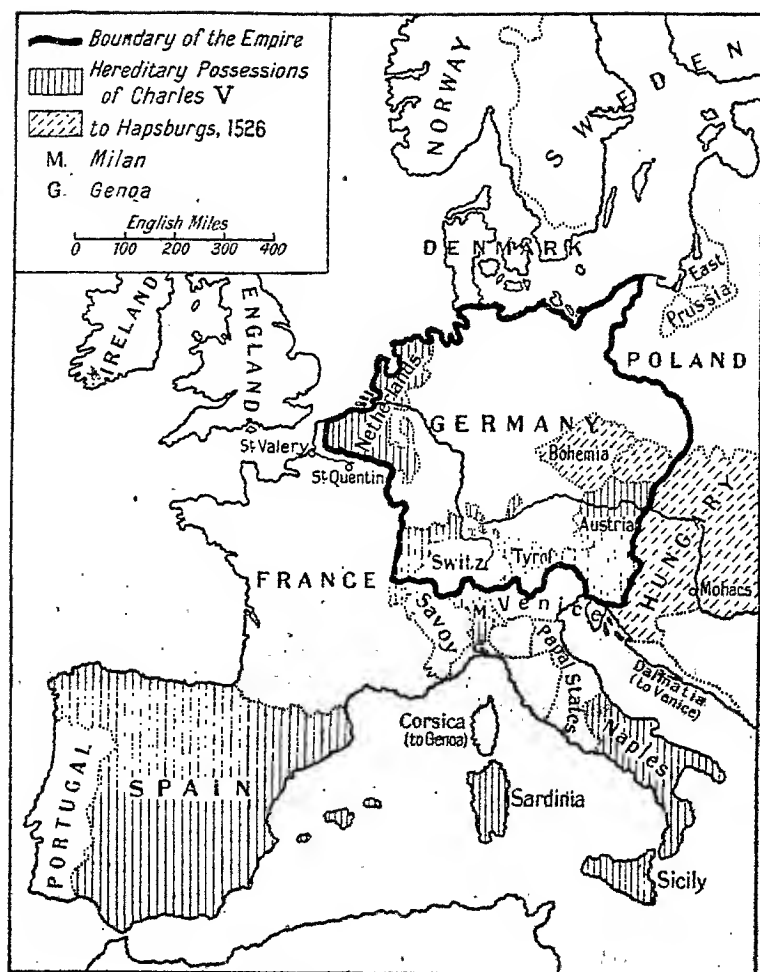 Boundary of the Empire
Hereditary Possessions
of Charles V
to Hapsburgs, 1526
M. Milan
G. Genoa
English Miles
0 100 200 300 400
NORWAY
SWEDEN
DENMARK
IRELAND
ENGLAND
East
Prussia
POLAND
Netherlands
GERMANY
St Valery
St Quentin
Bohemia
Austria
HUNGARY
Switz.
Tyrol
FRANCE
Mohacs
Savoy
M.
Venice
Papal
States
Dalmatia
(to Venice)
Corsica
(to Genoa)
Naples
PORTUGAL
SPAIN
Sardinia
Sicily